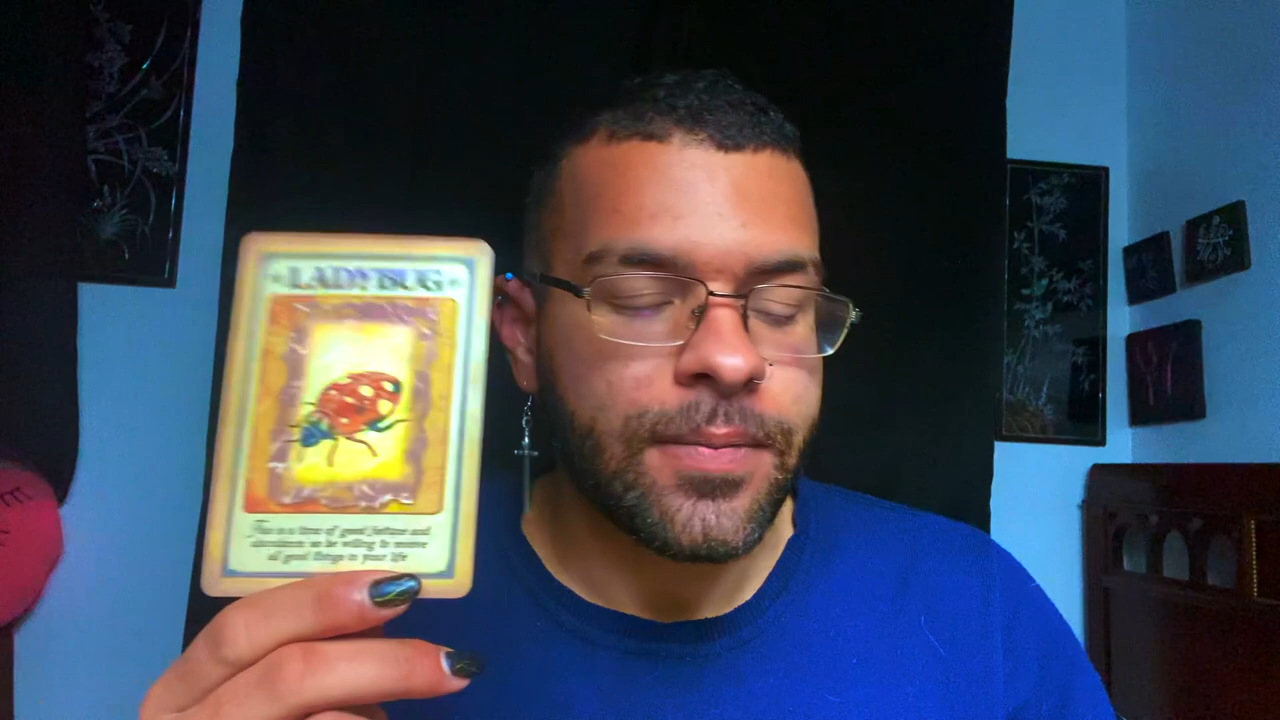 LADYBUG
This is a time of good fortune and
abundance, so be willing to receive
all good things in your life